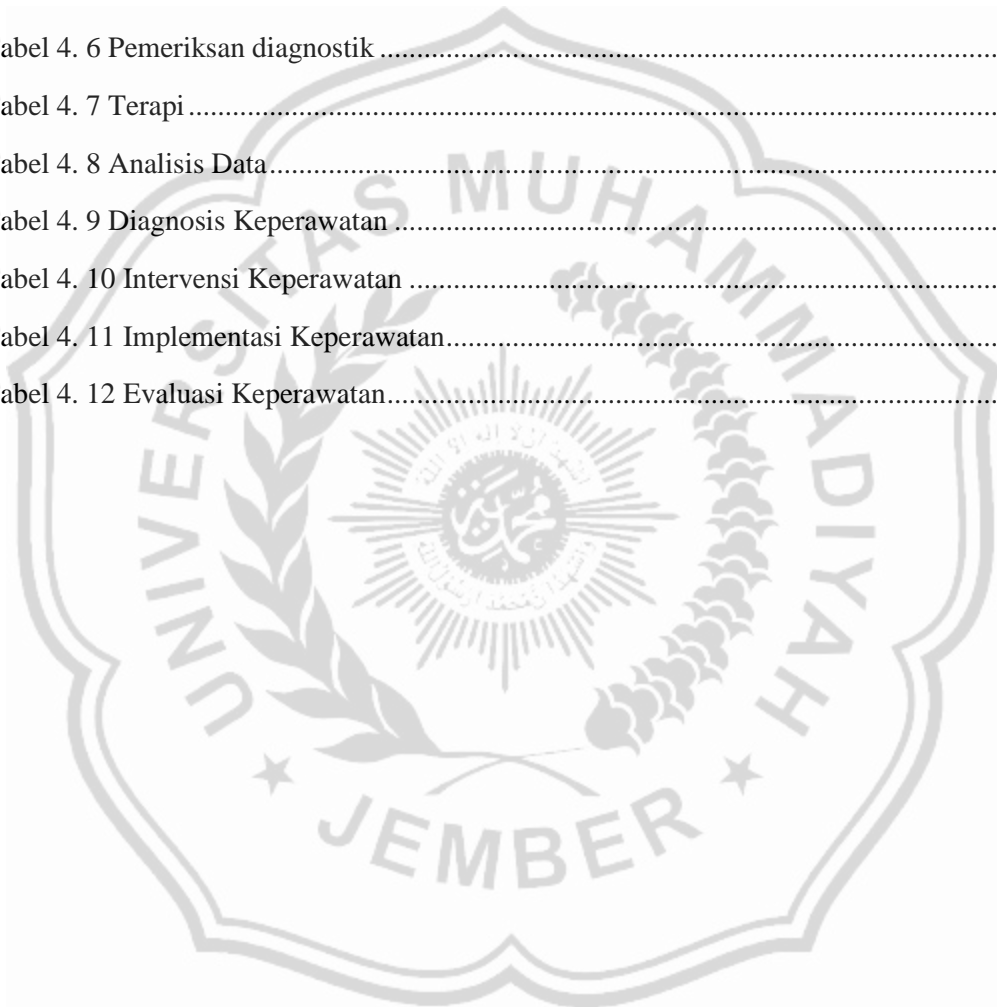 abel 4. 6 Pemeriksan diagnostik ....................................................................................
abel 4. 7 Terapi ....................................................................................
abel 4. 8 Analisis Data....................................................................................
abel 4. 9 Diagnosis Keperawatan ....................................................................................
abel 4. 10 Intervensi Keperawatan ....................................................................................
abel 4. 11 Implementasi Keperawatan....................................................................................
abel 4. 12 Evaluasi Keperawatan....................................................................................
UNIVERSITAS MUHAMMADIYAH
JEMBER